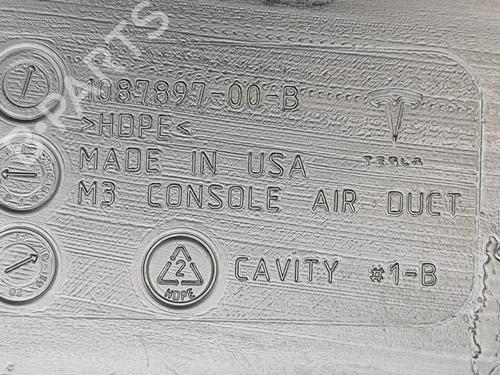 1087897-00-B
>HDPE<
MADE IN USA
TESLA
M3 CONSOLE AIR DUCT
2
HDPE
CAVITY #1-B